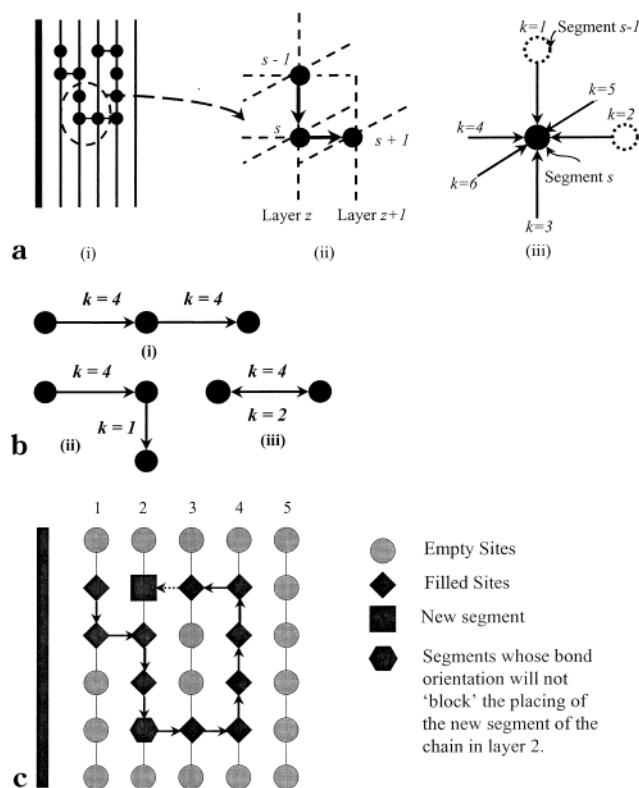 k=1 Segment s-1
s - 1
k=5
k=2
s
s + 1
k=4
Segment s
k=6
Layer z Layer z+1
k=3
a (i) (ii) (iii)
k = 4 k = 4
(i)
k = 4 k = 4
k = 1 k = 2
b (ii) (iii)
1 2 3 4 5
Empty Sites
Filled Sites
New segment
Segments whose bond
orientation will not
‘block’ the placing of
the new segment of the
chain in layer 2.
c